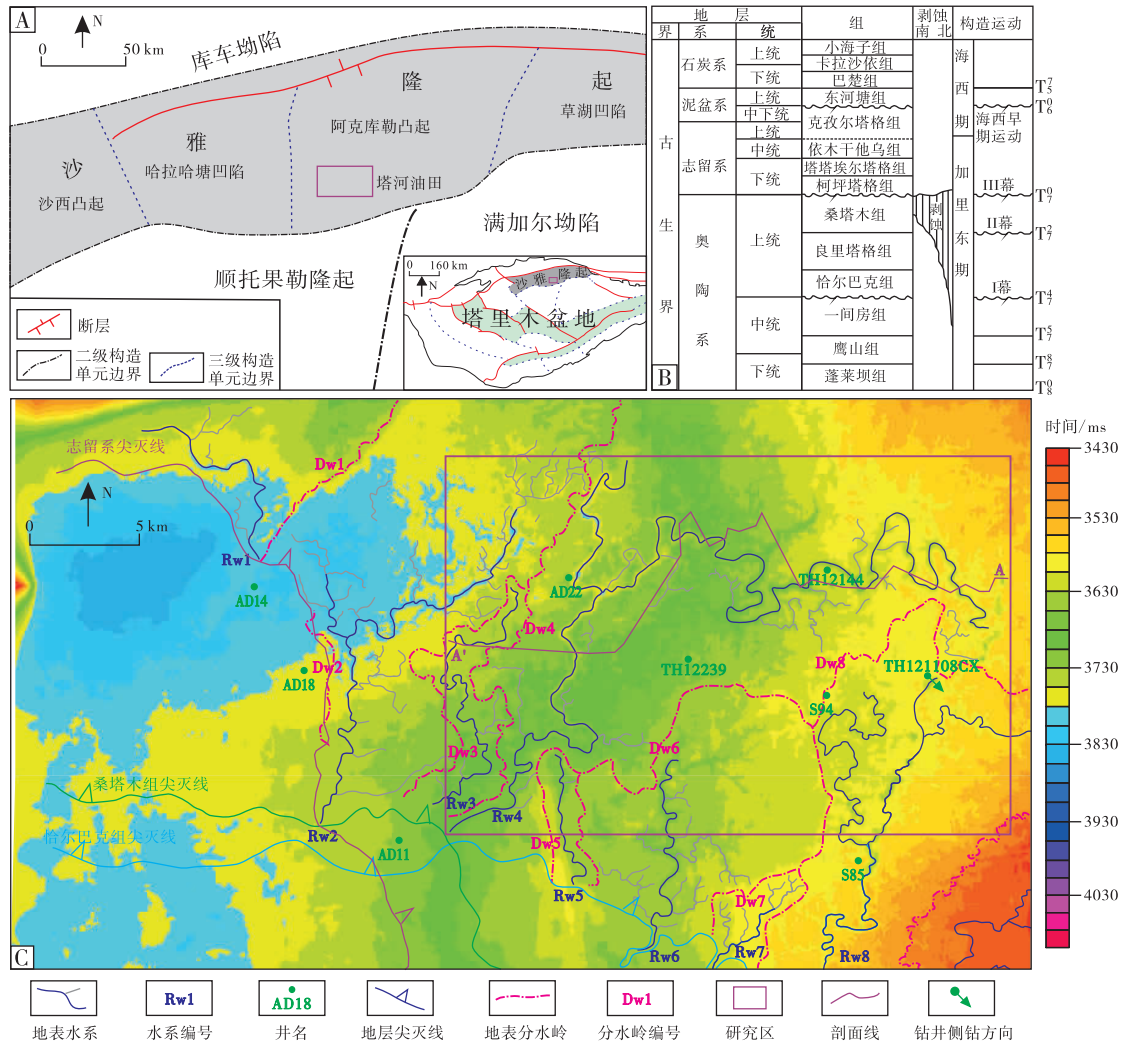 A
N
0 50 km
库车坳陷
隆
起
草湖凹陷
阿克库勒凸起
雅
哈拉哈塘凹陷
沙
沙西凸起
塔河油田
满加尔坳陷
顺托果勒隆起
0 160 km
N
沙雅隆起
塔里木盆地
断层
二级构造
单元边界
三级构造
单元边界
地层
组
剥蚀
南 北
构造运动
界 系 统
古
生
界
石炭系
上统
下统
小海子组
卡拉沙依组
巴楚组
泥盆系
上统
中下统
东河塘组
克孜尔塔格组
志留系
上统
中统
下统
依木干他乌组
塔塔埃尔塔格组
柯坪塔格组
奥
陶
系
上统
中统
下统
桑塔木组
良里塔格组
恰尔巴克组
一间房组
鹰山组
蓬莱坝组
剥
蚀
海
西
期
加
里
东
期
海西早
期运动
III幕
II幕
I幕
T₇⁵
T₆⁰
T₇⁰
T₇²
T₇⁴
T₇⁵
T₇⁸
T₈⁰
B
志留系尖灭线
N
0 5 km
Dw1
Rw1
AD14
AD22
TH12144
A
Dw4
A'
Dw2
AD18
TH12239
Dw8
TH121108CX
S94
Dw3
Dw6
桑塔木组尖灭线
Rw3
Rw4
Rw2
恰尔巴克组尖灭线
AD11
Dw5
S85
Rw5
Dw7
Rw6
Rw7
Rw8
C
时间/ms
3430
3530
3630
3730
3830
3930
4030
Rw1
AD18
Dw1
地表水系
水系编号
井名
地层尖灭线
地表分水岭
分水岭编号
研究区
剖面线
钻井侧钻方向